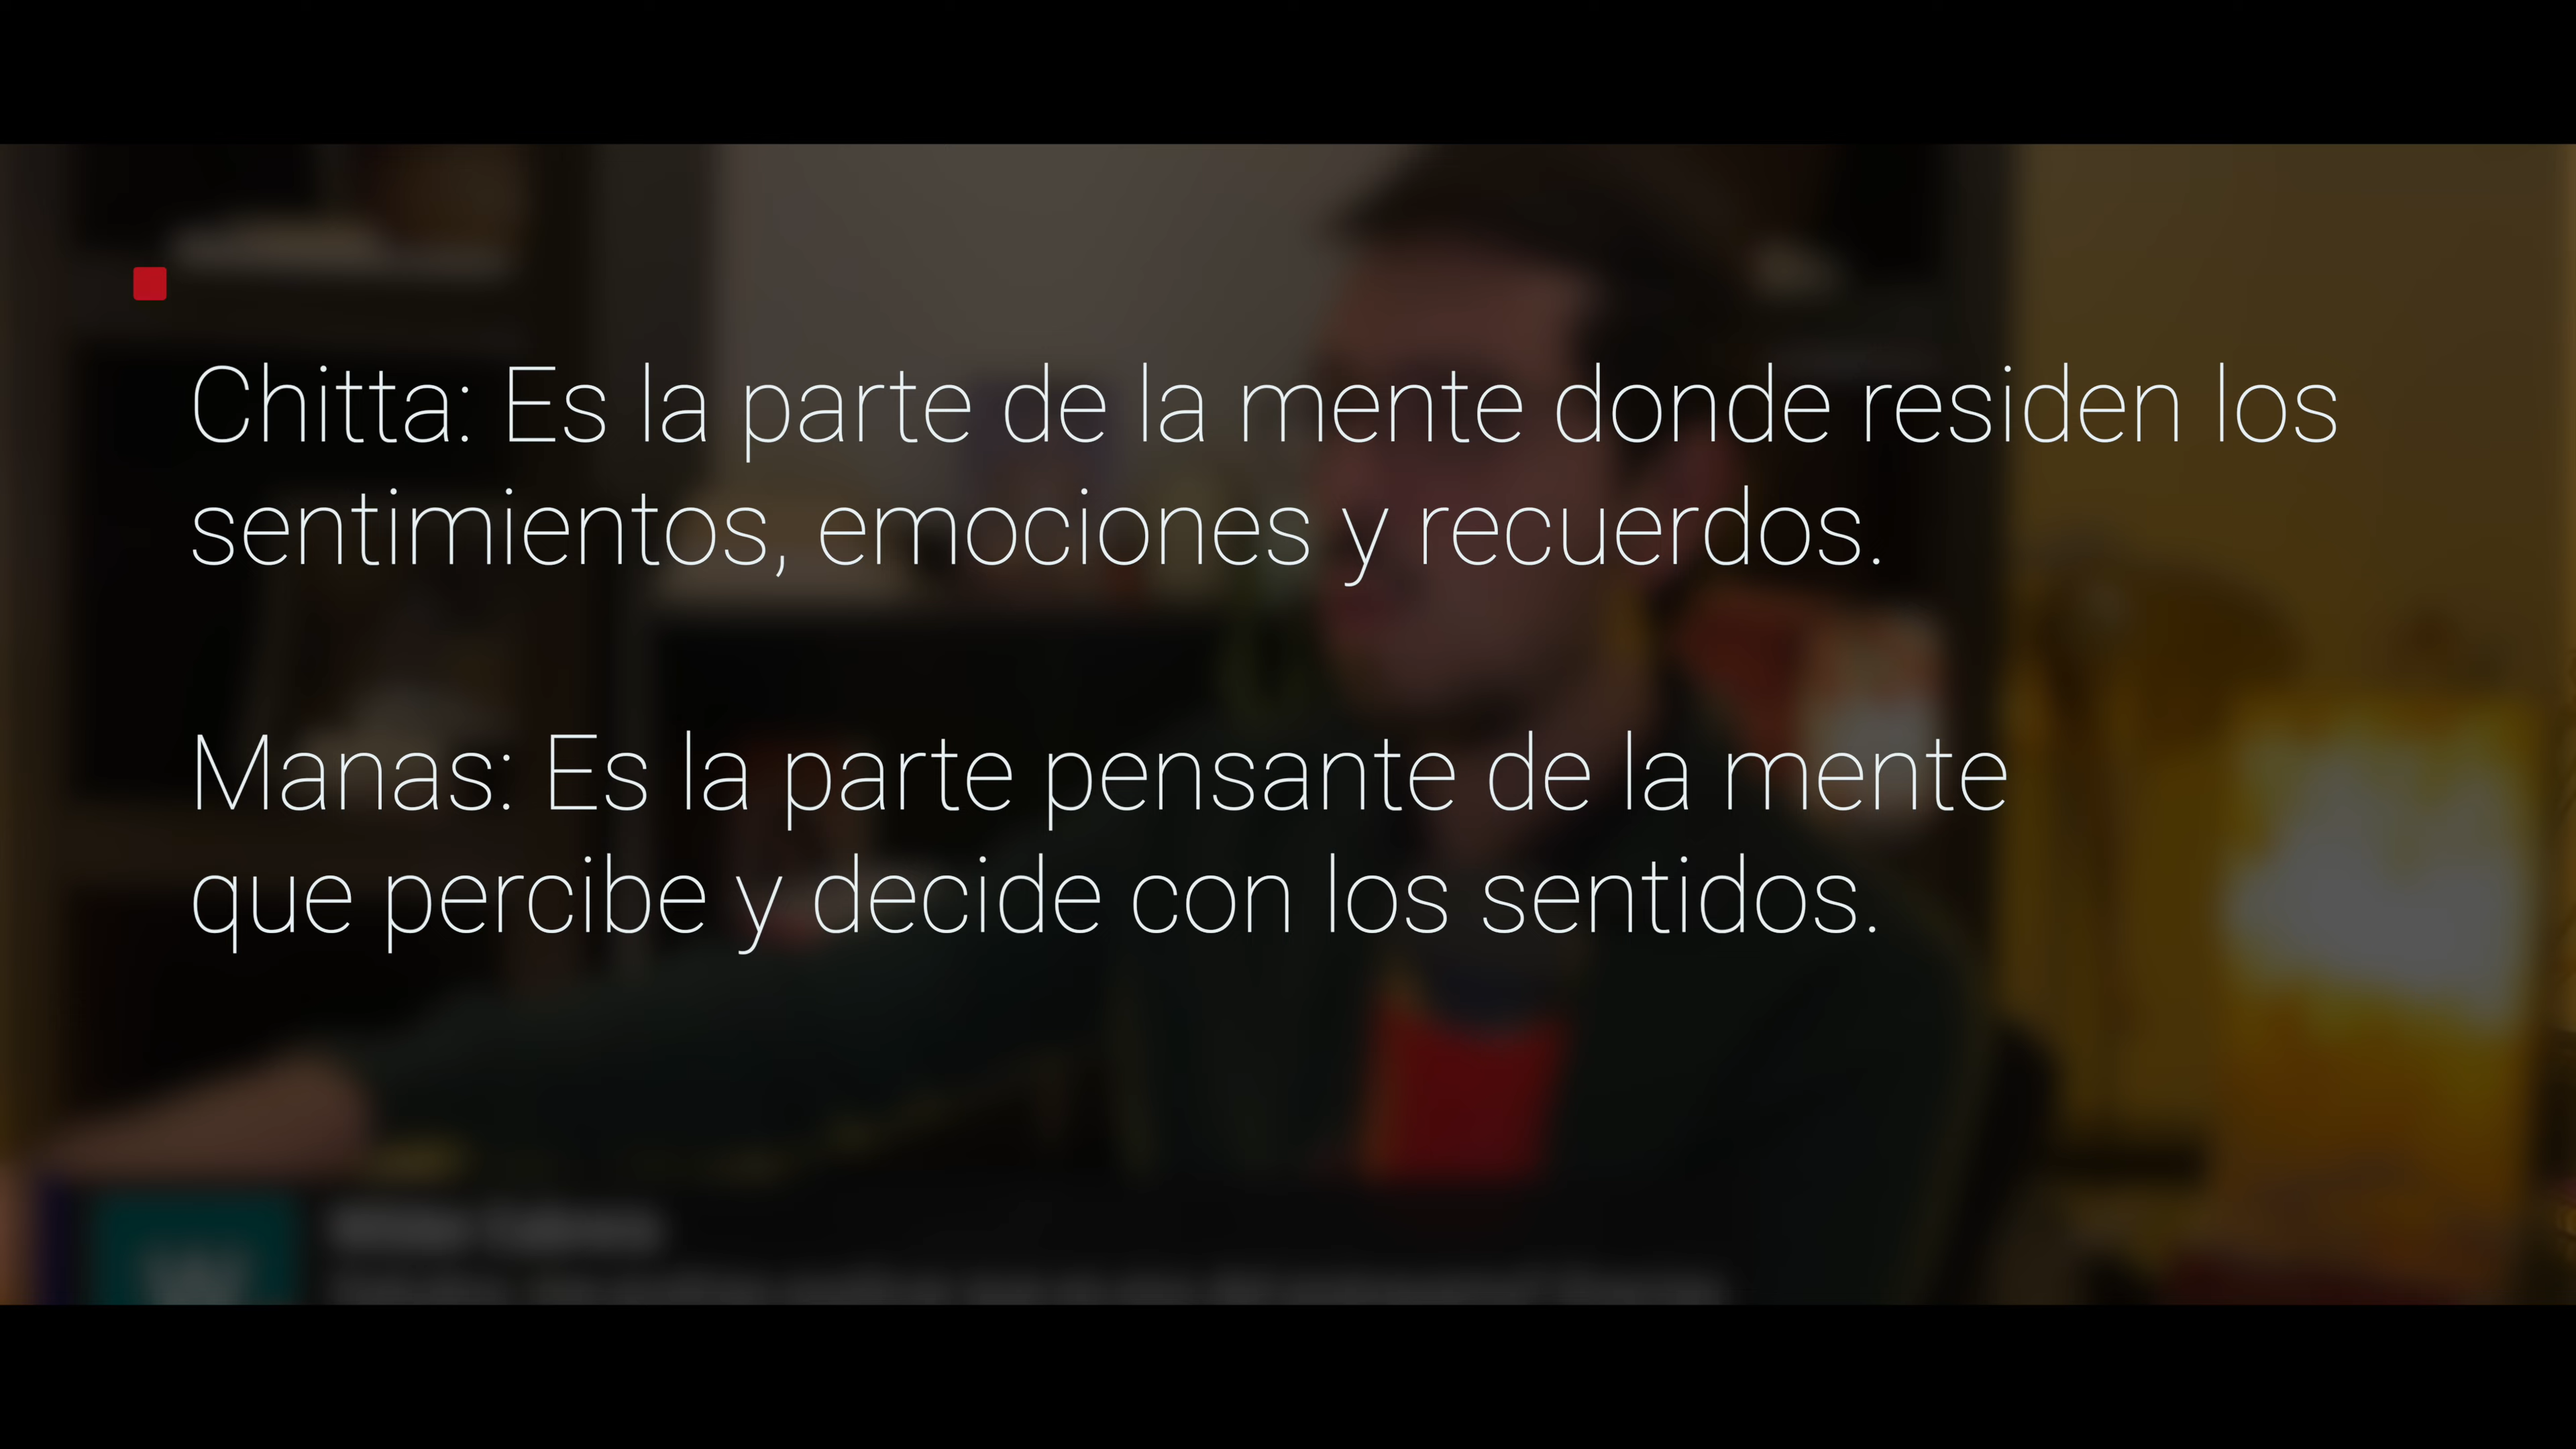 Chitta: Es la parte de la mente donde residen los
sentimientos, emociones y recuerdos.
Manas: Es la parte pensante de la mente
que percibe y decide con los sentidos.